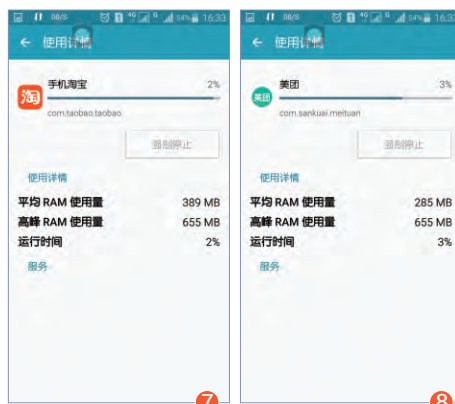 0B/s 54% 16:33
使用详情
淘
手机淘宝 2%
com.taobao.taobao
强制停止
使用详情
平均 RAM 使用量 389 MB
高峰 RAM 使用量 655 MB
运行时间 2%
服务
7
0B/s 54% 16:33
使用详情
美团
美团 3%
com.sankuai.meituan
强制停止
使用详情
平均 RAM 使用量 285 MB
高峰 RAM 使用量 655 MB
运行时间 3%
服务
8